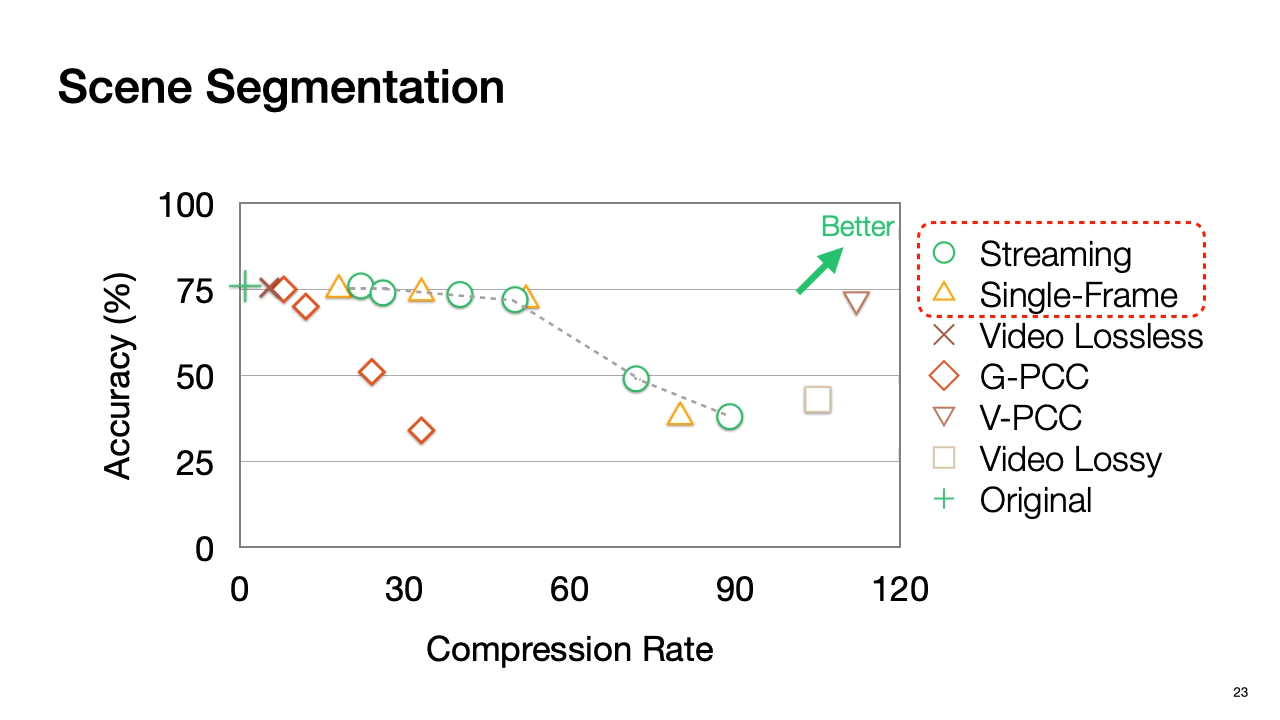 Scene Segmentation
100
75
50
25
0
Accuracy (%)
0 30 60 90 120
Compression Rate
Better
Streaming
Single-Frame
Video Lossless
G-PCC
V-PCC
Video Lossy
Original
23